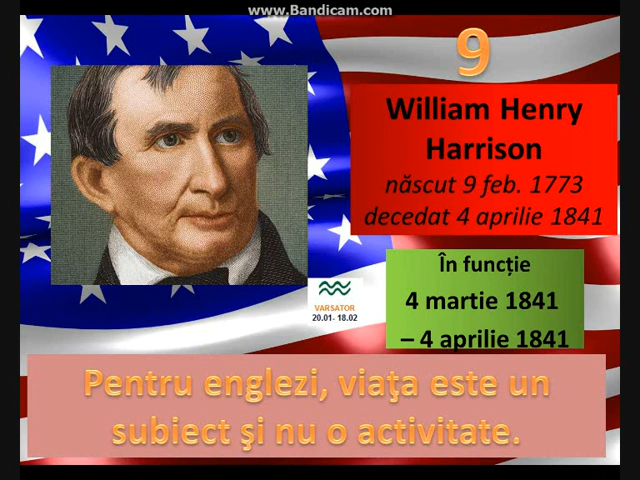 www.Bandicam.com
9
William Henry
Harrison
născut 9 feb. 1773
decedat 4 aprilie 1841
În funcție
4 martie 1841
– 4 aprilie 1841
VARSATOR
20.01- 18.02
Pentru englezi, viaţa este un
subiect şi nu o activitate.